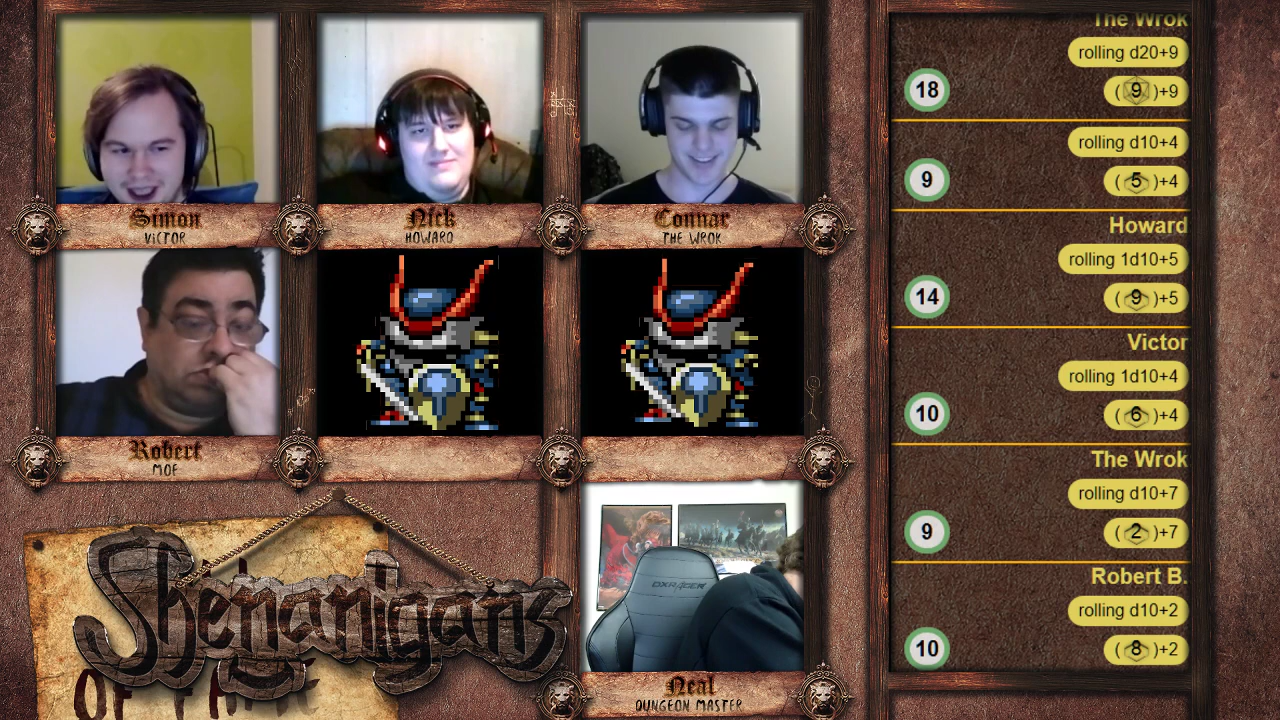 Simon
VICTOR
Nick
HOWARD
Connar
THE WROK
Robert
MOE
Shenanigans
OF FATE
DXRACER
Neal
DUNGEON MASTER
The Wrok
rolling d20+9
18
( 9 )+9
rolling d10+4
9
( 5 )+4
Howard
rolling 1d10+5
14
( 9 )+5
Victor
rolling 1d10+4
10
( 6 )+4
The Wrok
rolling d10+7
9
( 2 )+7
Robert B.
rolling d10+2
10
( 8 )+2